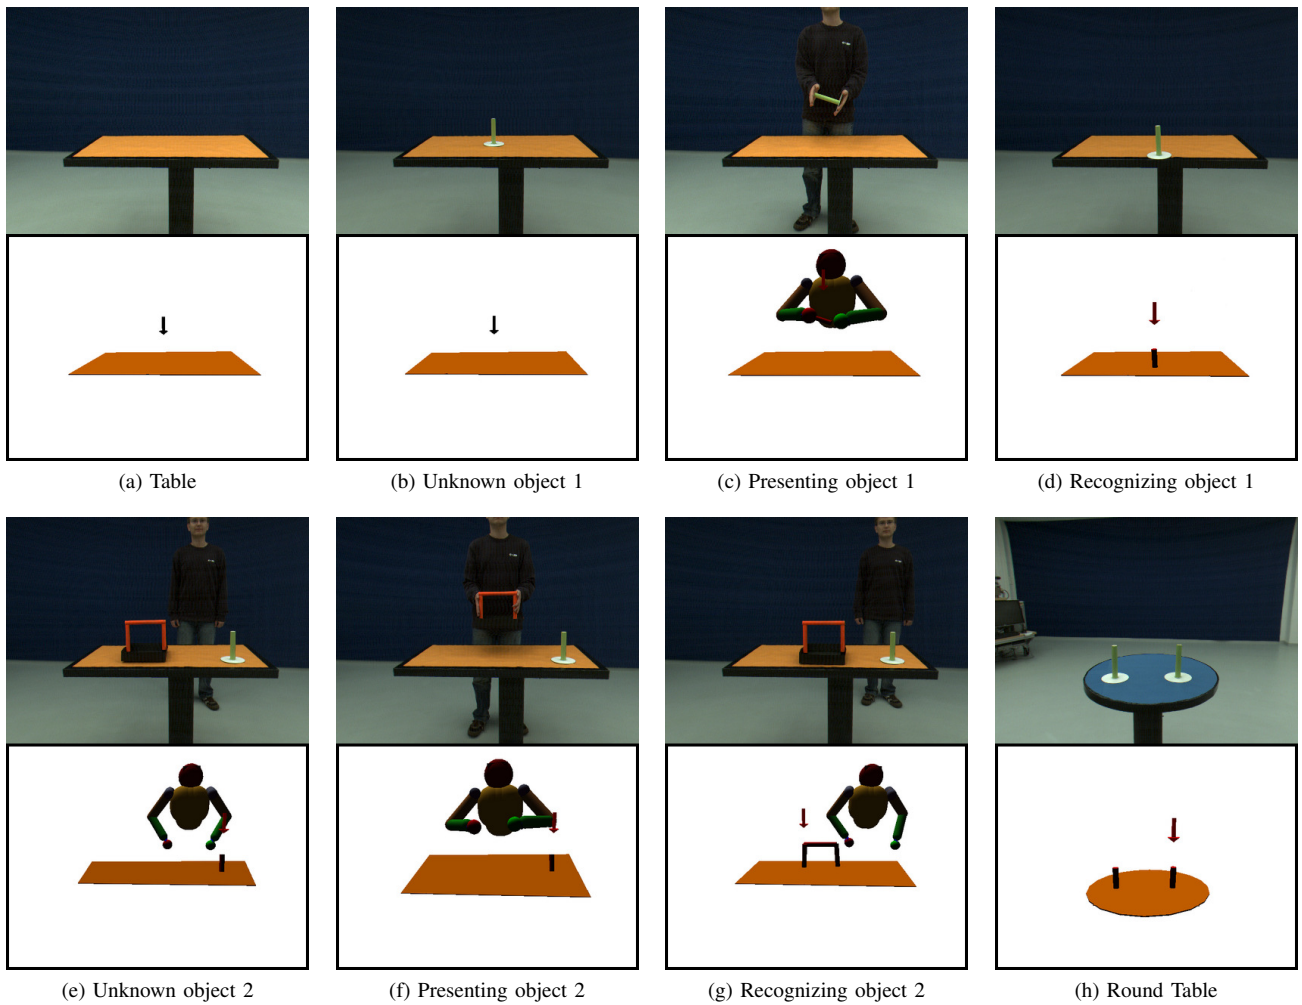 (a) Table
(b) Unknown object 1
(c) Presenting object 1
(d) Recognizing object 1
(e) Unknown object 2
(f) Presenting object 2
(g) Recognizing object 2
(h) Round Table